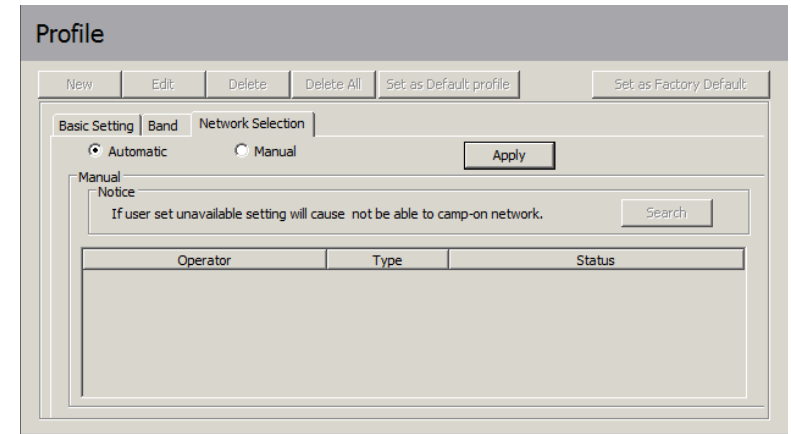 Profile
New Edit Delete Delete All Set as Default profile Set as Factory Default
Basic Setting Band Network Selection
Automatic Manual Apply
Manual
Notice
If user set unavailable setting will cause not be able to camp-on network. Search
Operator Type Status